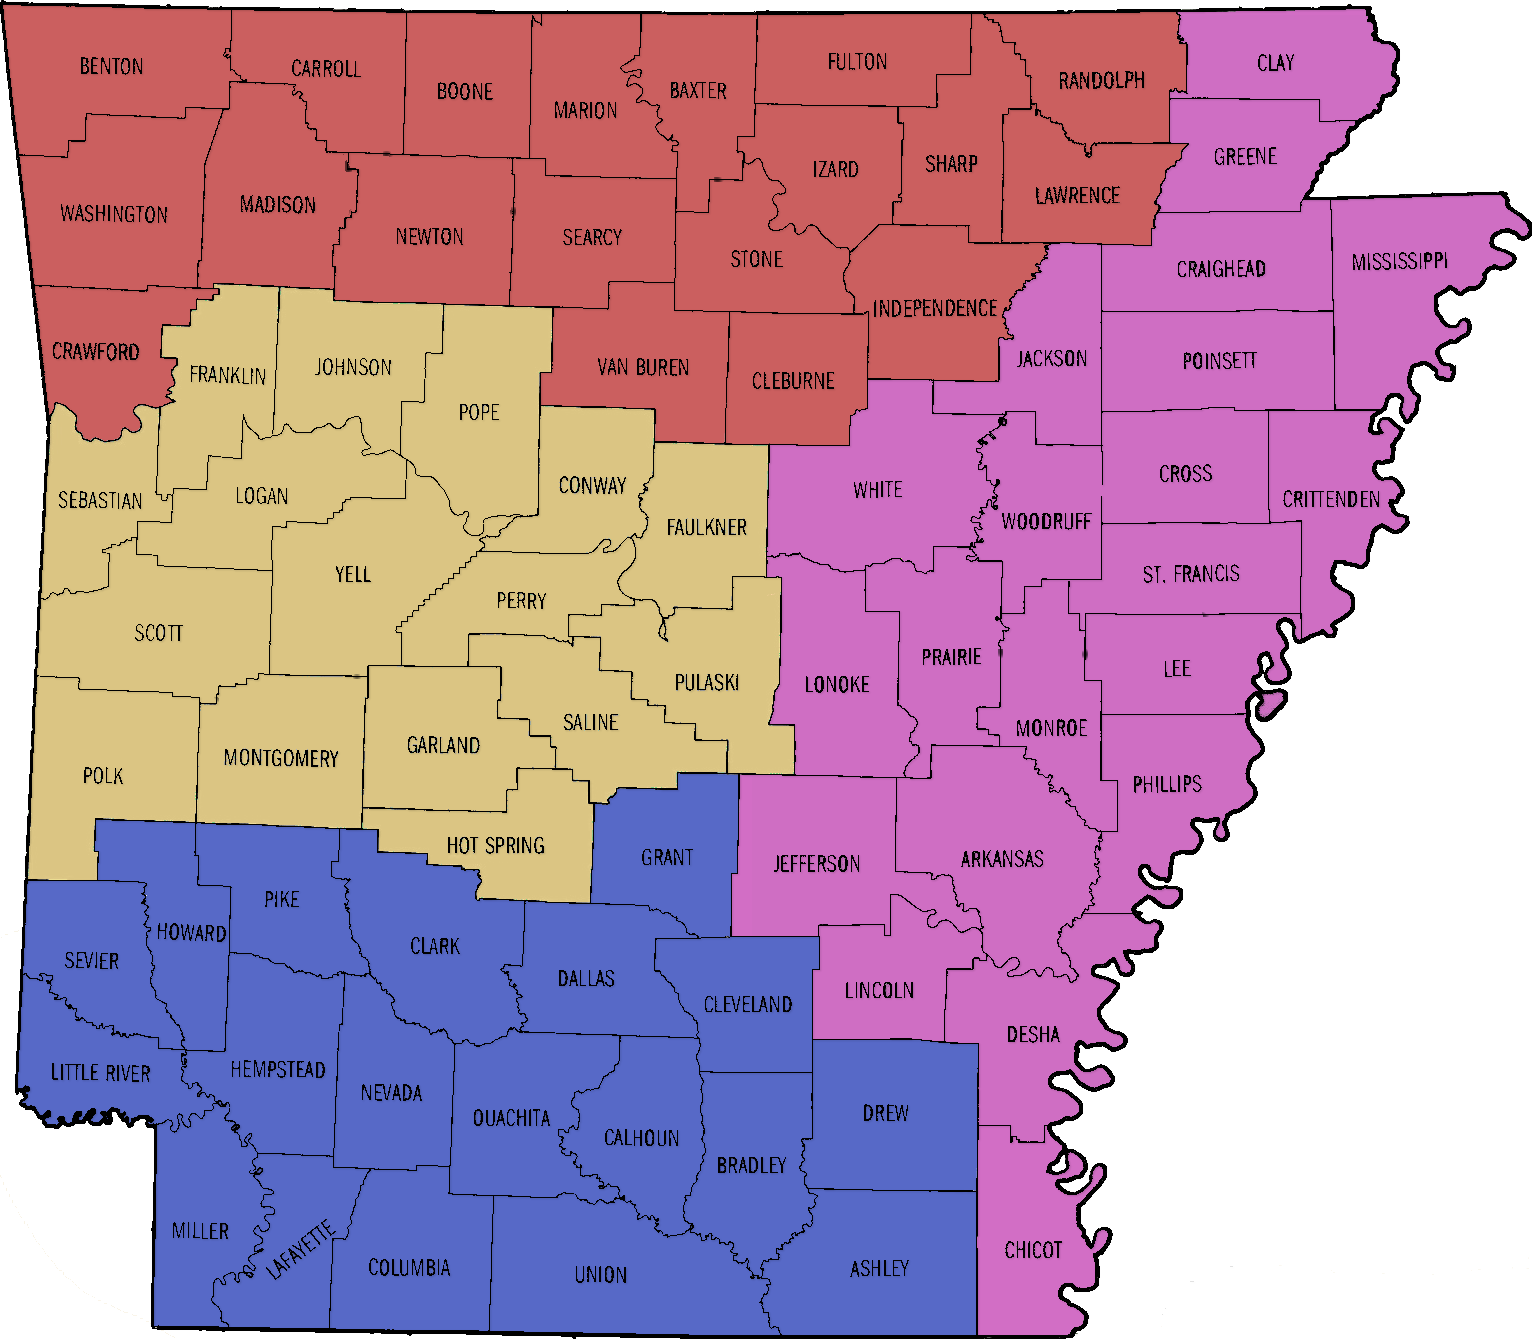 BENTON
CARROLL
BOONE
MARION
BAXTER
FULTON
RANDOLPH
CLAY
WASHINGTON
MADISON
NEWTON
SEARCY
STONE
IZARD
SHARP
LAWRENCE
GREENE
CRAWFORD
FRANKLIN
JOHNSON
POPE
VAN BUREN
CLEBURNE
INDEPENDENCE
JACKSON
CRAIGHEAD
MISSISSIPPI
POINSETT
SEBASTIAN
LOGAN
CONWAY
FAULKNER
WHITE
WOODRUFF
CROSS
CRITTENDEN
SCOTT
YELL
PERRY
PULASKI
LONOKE
PRAIRIE
MONROE
ST. FRANCIS
LEE
POLK
MONTGOMERY
GARLAND
SALINE
HOT SPRING
GRANT
JEFFERSON
ARKANSAS
PHILLIPS
SEVIER
HOWARD
PIKE
CLARK
DALLAS
CLEVELAND
LINCOLN
DESHA
LITTLE RIVER
HEMPSTEAD
NEVADA
OUACHITA
CALHOUN
BRADLEY
DREW
MILLER
LAFAYETTE
COLUMBIA
UNION
ASHLEY
CHICOT